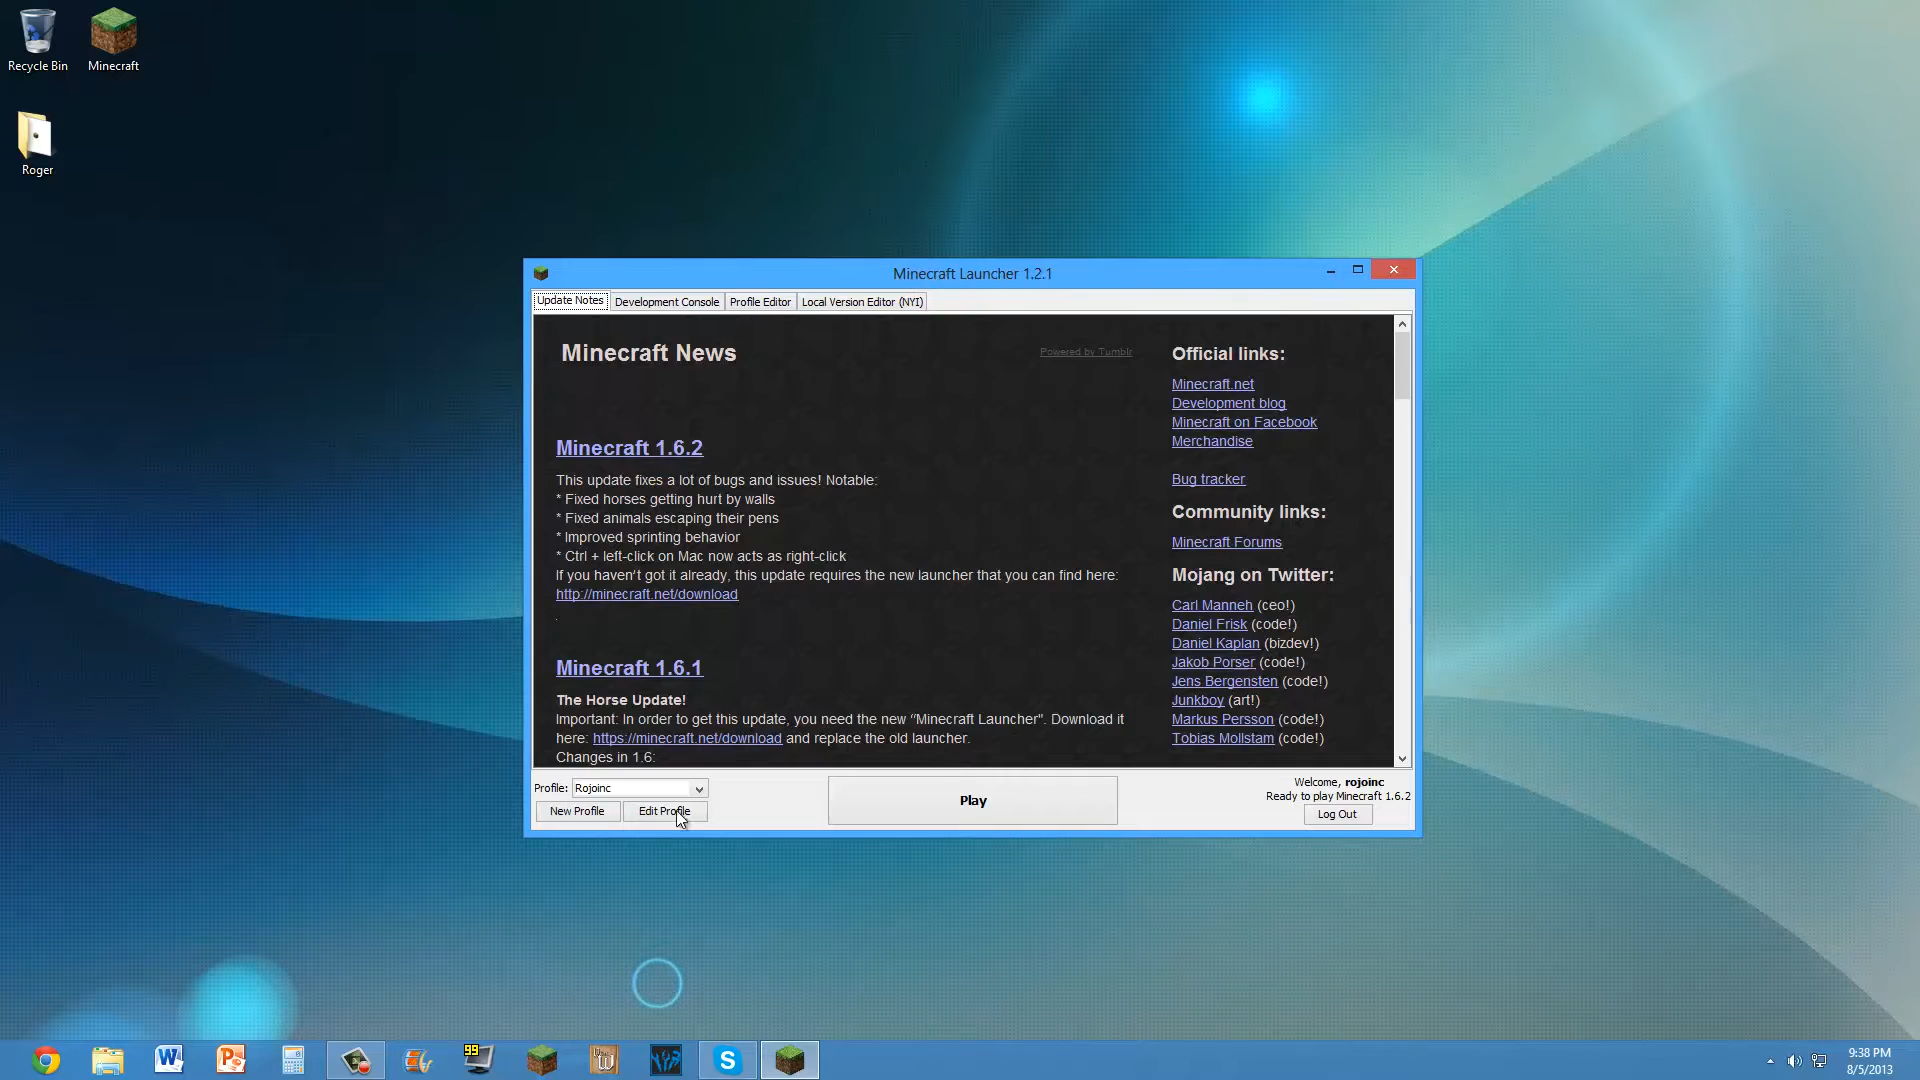 Recycle Bin
Minecraft
Roger
Minecraft Launcher 1.2.1
Update Notes
Development Console
Profile Editor
Local Version Editor (NYI)
Minecraft News
Powered by Tumblr
Minecraft 1.6.2
This update fixes a lot of bugs and issues! Notable:
* Fixed horses getting hurt by walls
* Fixed animals escaping their pens
* Improved sprinting behavior
* Ctrl + left-click on Mac now acts as right-click
If you haven't got it already, this update requires the new launcher that you can find here:
http://minecraft.net/download
.
Minecraft 1.6.1
The Horse Update!
Important: In order to get this update, you need the new "Minecraft Launcher". Download it
here: https://minecraft.net/download and replace the old launcher.
Changes in 1.6:
Official links:
Minecraft.net
Development blog
Minecraft on Facebook
Merchandise
Bug tracker
Community links:
Minecraft Forums
Mojang on Twitter:
Carl Manneh (ceo!)
Daniel Frisk (code!)
Daniel Kaplan (bizdev!)
Jakob Porser (code!)
Jens Bergensten (code!)
Junkboy (art!)
Markus Persson (code!)
Tobias Mollstam (code!)
Profile: Rojoinc
New Profile
Edit Profile
Play
Welcome, rojoinc
Ready to play Minecraft 1.6.2
Log Out
99
9:38 PM
8/5/2013